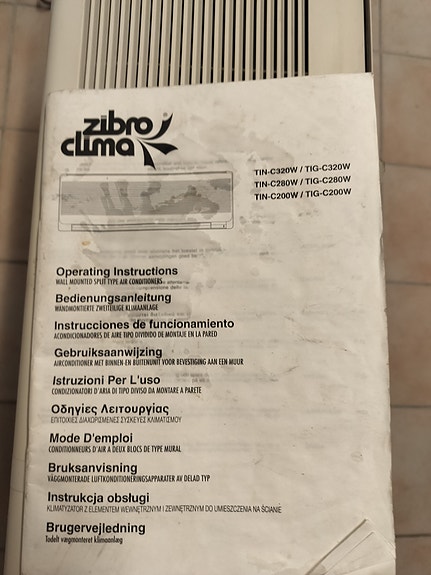 zibro
clima
TIN-C320W / TIG-C320W
TIN-C280W / TIG-C280W
TIN-C200W / TIG-C200W
Operating Instructions
WALL MOUNTED SPLIT TYPE AIR CONDITIONERS
Bedienungsanleitung
WANDMONTIERTE ZWEITEILIGE KLIMAANLAGE
Instrucciones de funcionamiento
ACONDICIONADORES DE AIRE TIPO DIVIDIDO DE MONTAJE EN LA PARED
Gebruiksaanwijzing
AIRCONDITIONER MET BINNEN-EN BUITENUNIT VOOR BEVESTIGING AAN EEN MUUR
Istruzioni Per L'uso
CONDIZIONATORI D'ARIA DI TIPO DIVISO DA MONTARE A PARETE
Οδηγίες Λειτουργίας
ΕΠΙΤΟΙΧΙΕΣ ΔΙΑΧΩΡΙΣΜΕΝΕΣ ΣΥΣΚΕΥΕΣ ΚΛΙΜΑΤΙΣΜΟΥ
Mode D'emploi
CONDITIONNEURS D'AIR A DEUX BLOCS DE TYPE MURAL
Bruksanvisning
VÄGGMONTERADE LUFTKONDITIONERINGSAPPARATER AV DELAD TYP
Instrukcja obsługi
KLIMATYZATOR Z ELEMENTEM WEWNĘTRZNYM I ZEWNĘTRZNYM DO UMIESZCZENIA NA ŚCIANIE
Brugervejledning
Todelt vægmonteret klimaanlæg